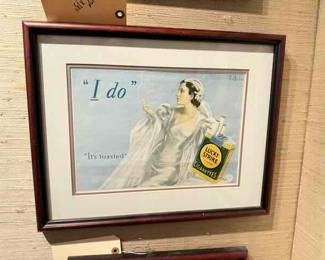 "I do"
"It's toasted"
LUCKY
STRIKE
CIGARETTES